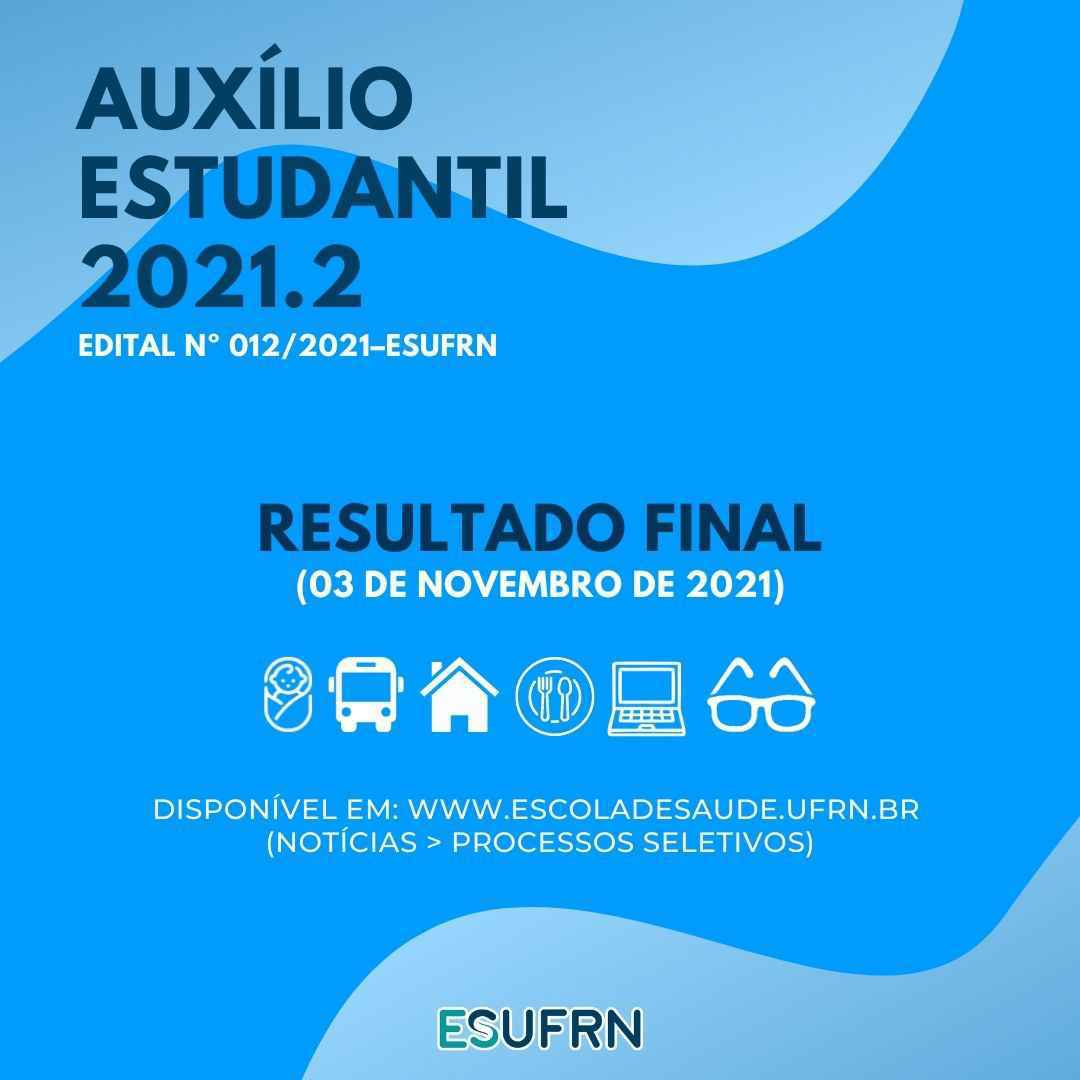 AUXÍLIO
ESTUDANTIL
2021.2
EDITAL Nº 012/2021–ESUFRN
RESULTADO FINAL
(03 DE NOVEMBRO DE 2021)
DISPONÍVEL EM: WWW.ESCOLADESAUDE.UFRN.BR
(NOTÍCIAS > PROCESSOS SELETIVOS)
ESUFRN